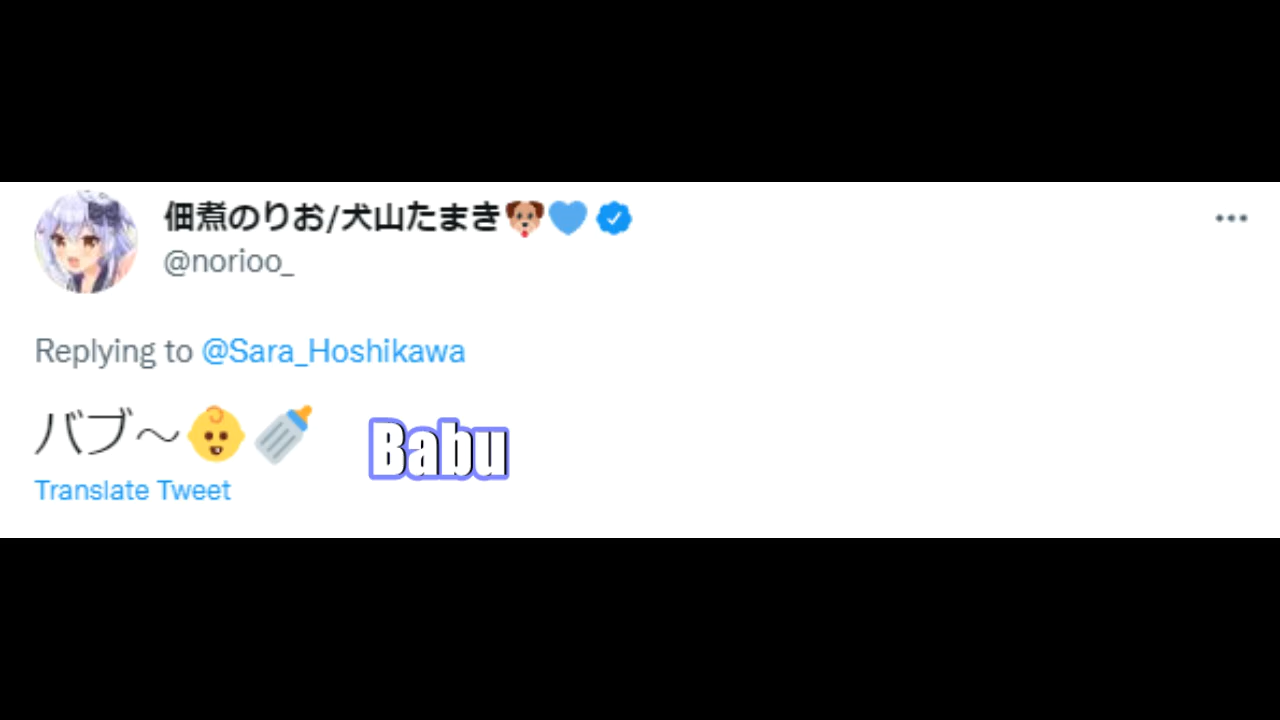 佃煮のりお/犬山たまき🐶💙
@norioo_
Replying to @Sara_Hoshikawa
バブ～👶🍼
Babu
Translate Tweet